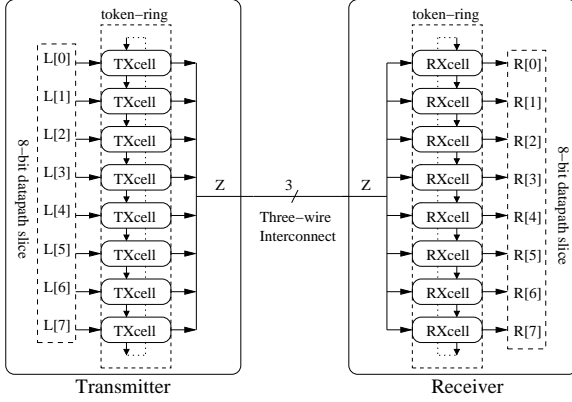 token-ring token-ring
L[0] TXcell RXcell R[0]
L[1] TXcell RXcell R[1]
L[2] TXcell RXcell R[2]
L[3] TXcell RXcell R[3]
Z 3 Z
8-bit datapath slice 8-bit datapath slice
L[4] TXcell Three-wire RXcell R[4]
Interconnect
L[5] TXcell RXcell R[5]
L[6] TXcell RXcell R[6]
L[7] TXcell RXcell R[7]
Transmitter Receiver